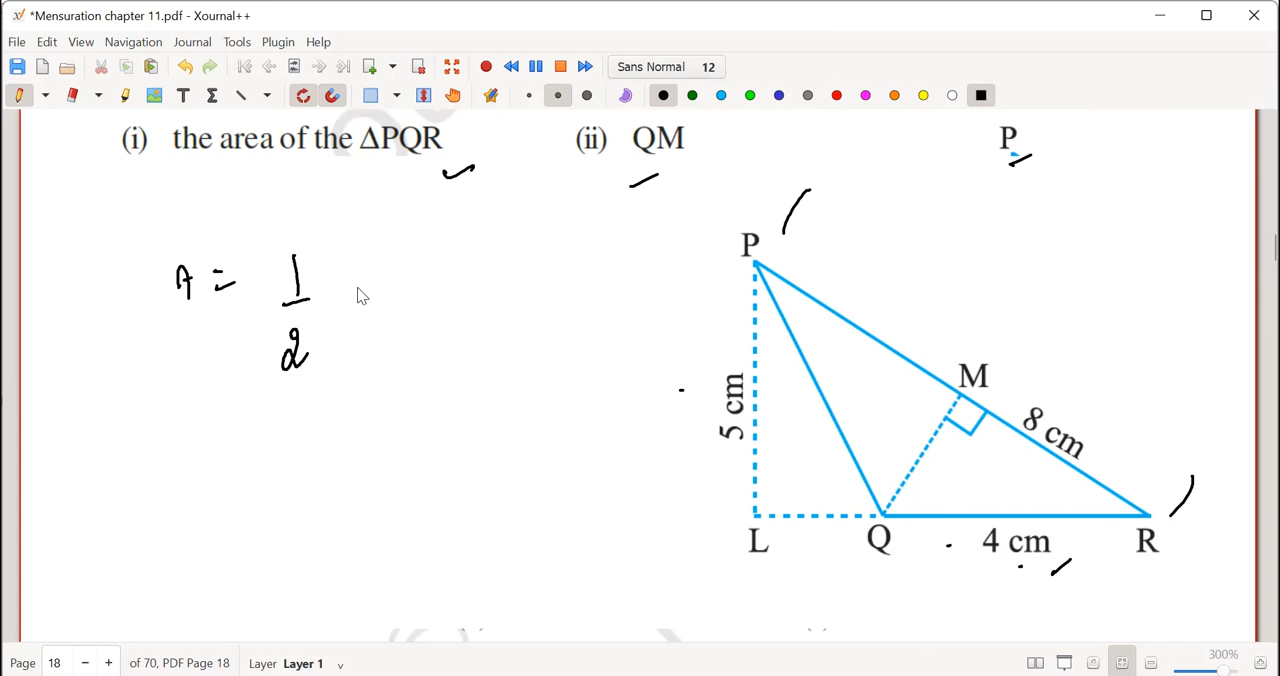 *Mensuration chapter 11.pdf - Xournal++
File Edit View Navigation Journal Tools Plugin Help
Sans Normal 12
(i) the area of the ΔPQR (ii) QM P
A = 1
2
P
M
5 cm
8 cm
L Q 4 cm R
Page 18 of 70, PDF Page 18 Layer Layer 1 300%